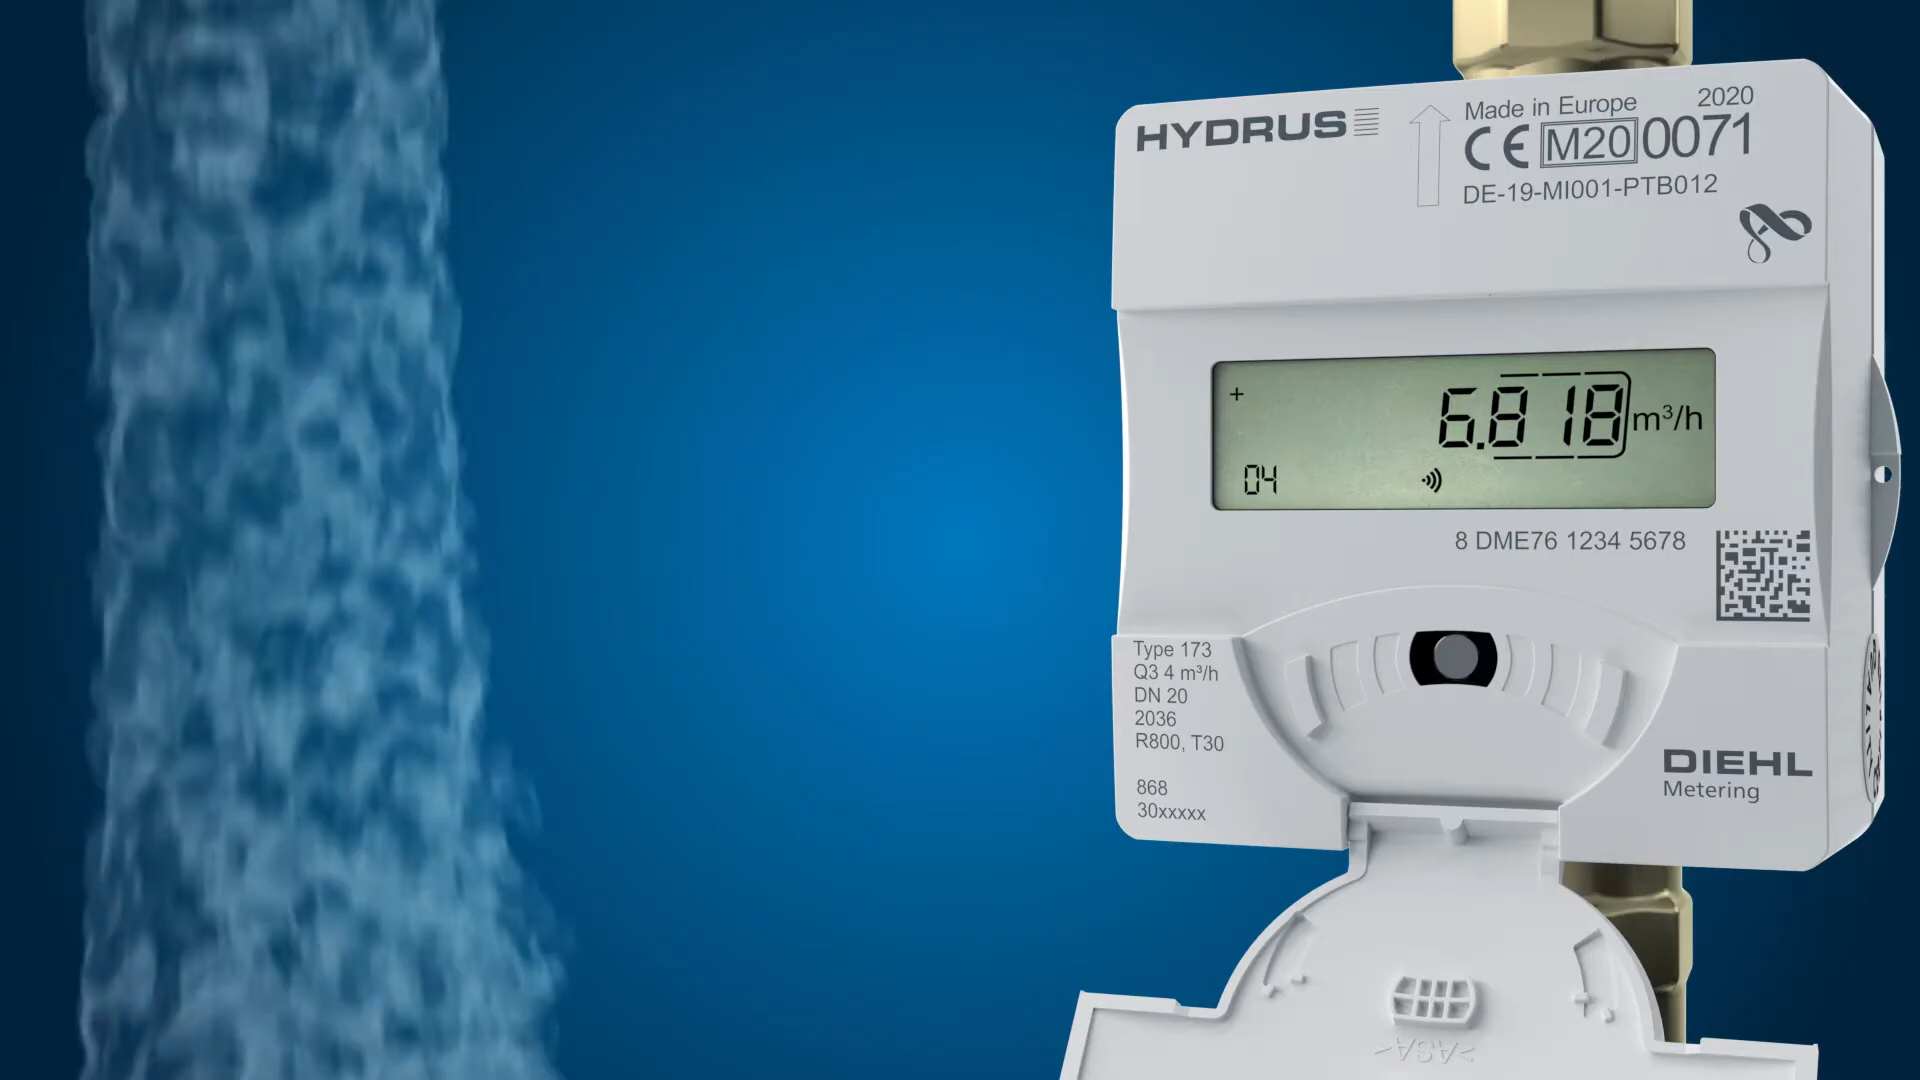 HYDRUS
Made in Europe 2020
CE M20 0071
DE-19-MI001-PTB012
+
6.818 m³/h
04
8 DME76 1234 5678
Type 173
Q3 4 m³/h
DN 20
2036
R800, T30
868
30xxxxx
DIEHL
Metering
>ASA<